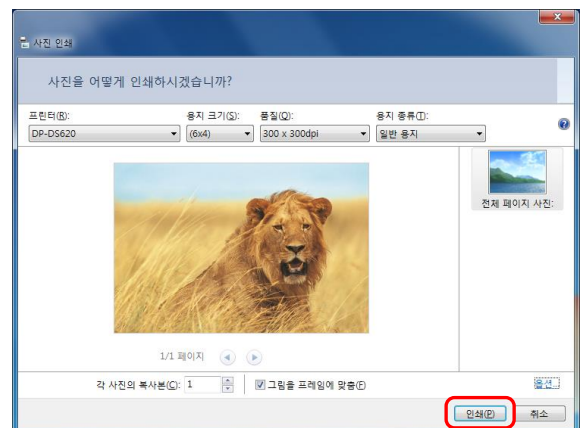 사진 인쇄
사진을 어떻게 인쇄하시겠습니까?
프린터(R): 용지 크기(S): 품질(Q): 용지 종류(T):
DP-DS620 (6x4) 300 x 300dpi 일반 용지
전체 페이지 사진:
1/1 페이지
각 사진의 복사본(C): 1 그림을 프레임에 맞춤(F) 옵션...
인쇄(P) 취소